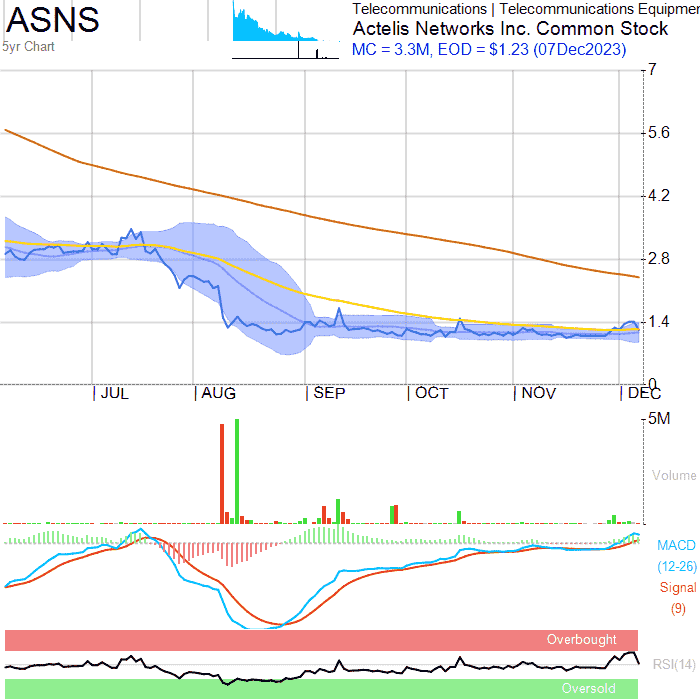 ASNS
5yr Chart
Telecommunications | Telecommunications Equipmen
Actelis Networks Inc. Common Stock
MC = 3.3M, EOD = $1.23 (07Dec2023)
7
5.6
4.2
2.8
1.4
0
JUL
AUG
SEP
OCT
NOV
DEC
5M
Volume
MACD
(12-26)
Signal
(9)
Overbought
RSI(14)
Oversold